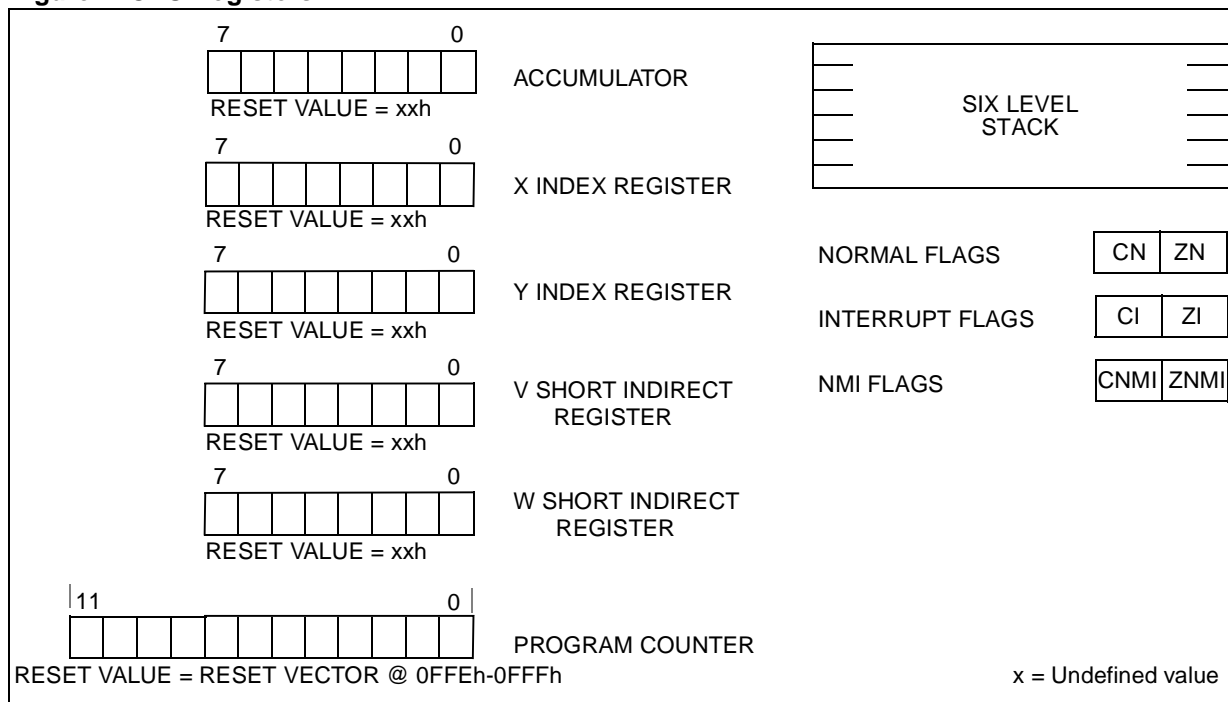 7 0
ACCUMULATOR
RESET VALUE = xxh
7 0
X INDEX REGISTER
RESET VALUE = xxh
7 0
Y INDEX REGISTER
RESET VALUE = xxh
7 0
V SHORT INDIRECT
REGISTER
RESET VALUE = xxh
7 0
W SHORT INDIRECT
REGISTER
RESET VALUE = xxh
11 0
PROGRAM COUNTER
RESET VALUE = RESET VECTOR @ 0FFEh-0FFFh
SIX LEVEL
STACK
NORMAL FLAGS CN ZN
INTERRUPT FLAGS CI ZI
NMI FLAGS CNMI ZNMI
x = Undefined value